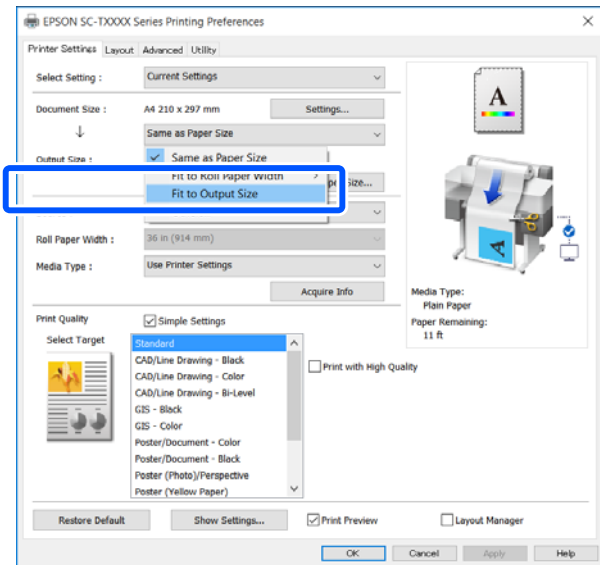 EPSON SC-TXXXX Series Printing Preferences
Printer Settings Layout Advanced Utility
Select Setting : Current Settings
Document Size : A4 210 x 297 mm Settings...
Same as Paper Size
Output Size : Same as Paper Size
Fit to Roll Paper Width
Size...
Fit to Output Size
Roll Paper Width : 36 in (914 mm)
Media Type : Use Printer Settings
Acquire Info
Print Quality Simple Settings
Select Target
Standard
CAD/Line Drawing - Black
CAD/Line Drawing - Color
CAD/Line Drawing - Bi-Level
GIS - Black
GIS - Color
Poster/Document - Color
Poster/Document - Black
Poster (Photo)/Perspective
Poster (Yellow Paper)
Print with High Quality
A
A
Media Type:
Plain Paper
Paper Remaining:
11 ft
Restore Default Show Settings... Print Preview Layout Manager
OK Cancel Apply Help